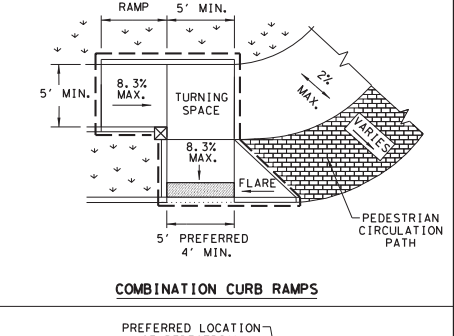 RAMP 5' MIN.
5' MIN.
8.3%
MAX.
TURNING
SPACE
2%
MAX.
VARIES
8.3%
MAX.
FLARE
PEDESTRIAN
CIRCULATION
PATH
5' PREFERRED
4' MIN.
COMBINATION CURB RAMPS
PREFERRED LOCATION